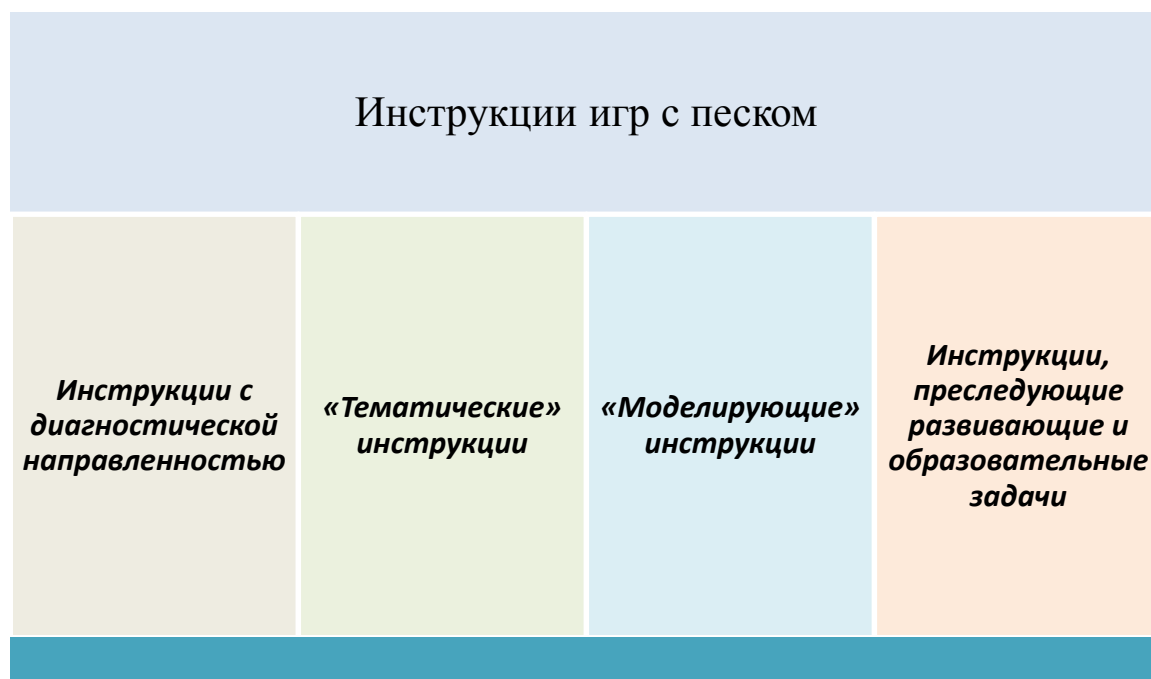 Инструкции игр с песком
Инструкции с
диагностической
направленностью
«Тематические»
инструкции
«Моделирующие»
инструкции
Инструкции,
преследующие
развивающие и
образовательные
задачи